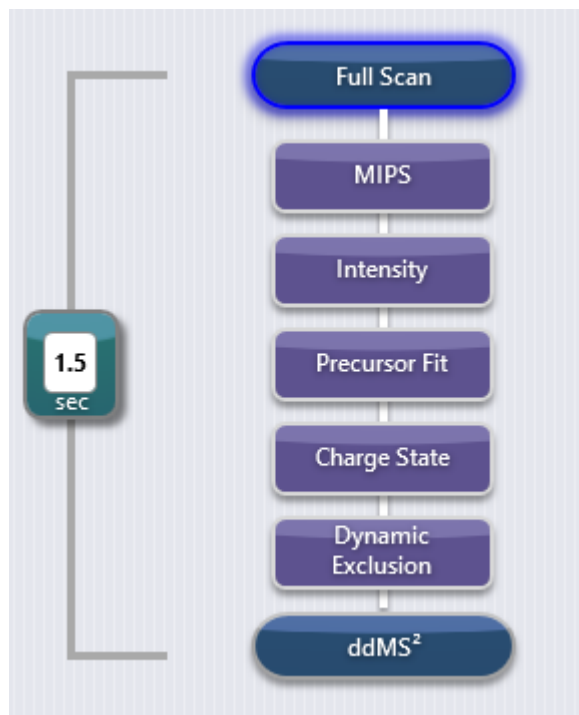 Full Scan
MIPS
Intensity
Precursor Fit
1.5
sec
Charge State
Dynamic
Exclusion
ddMS²